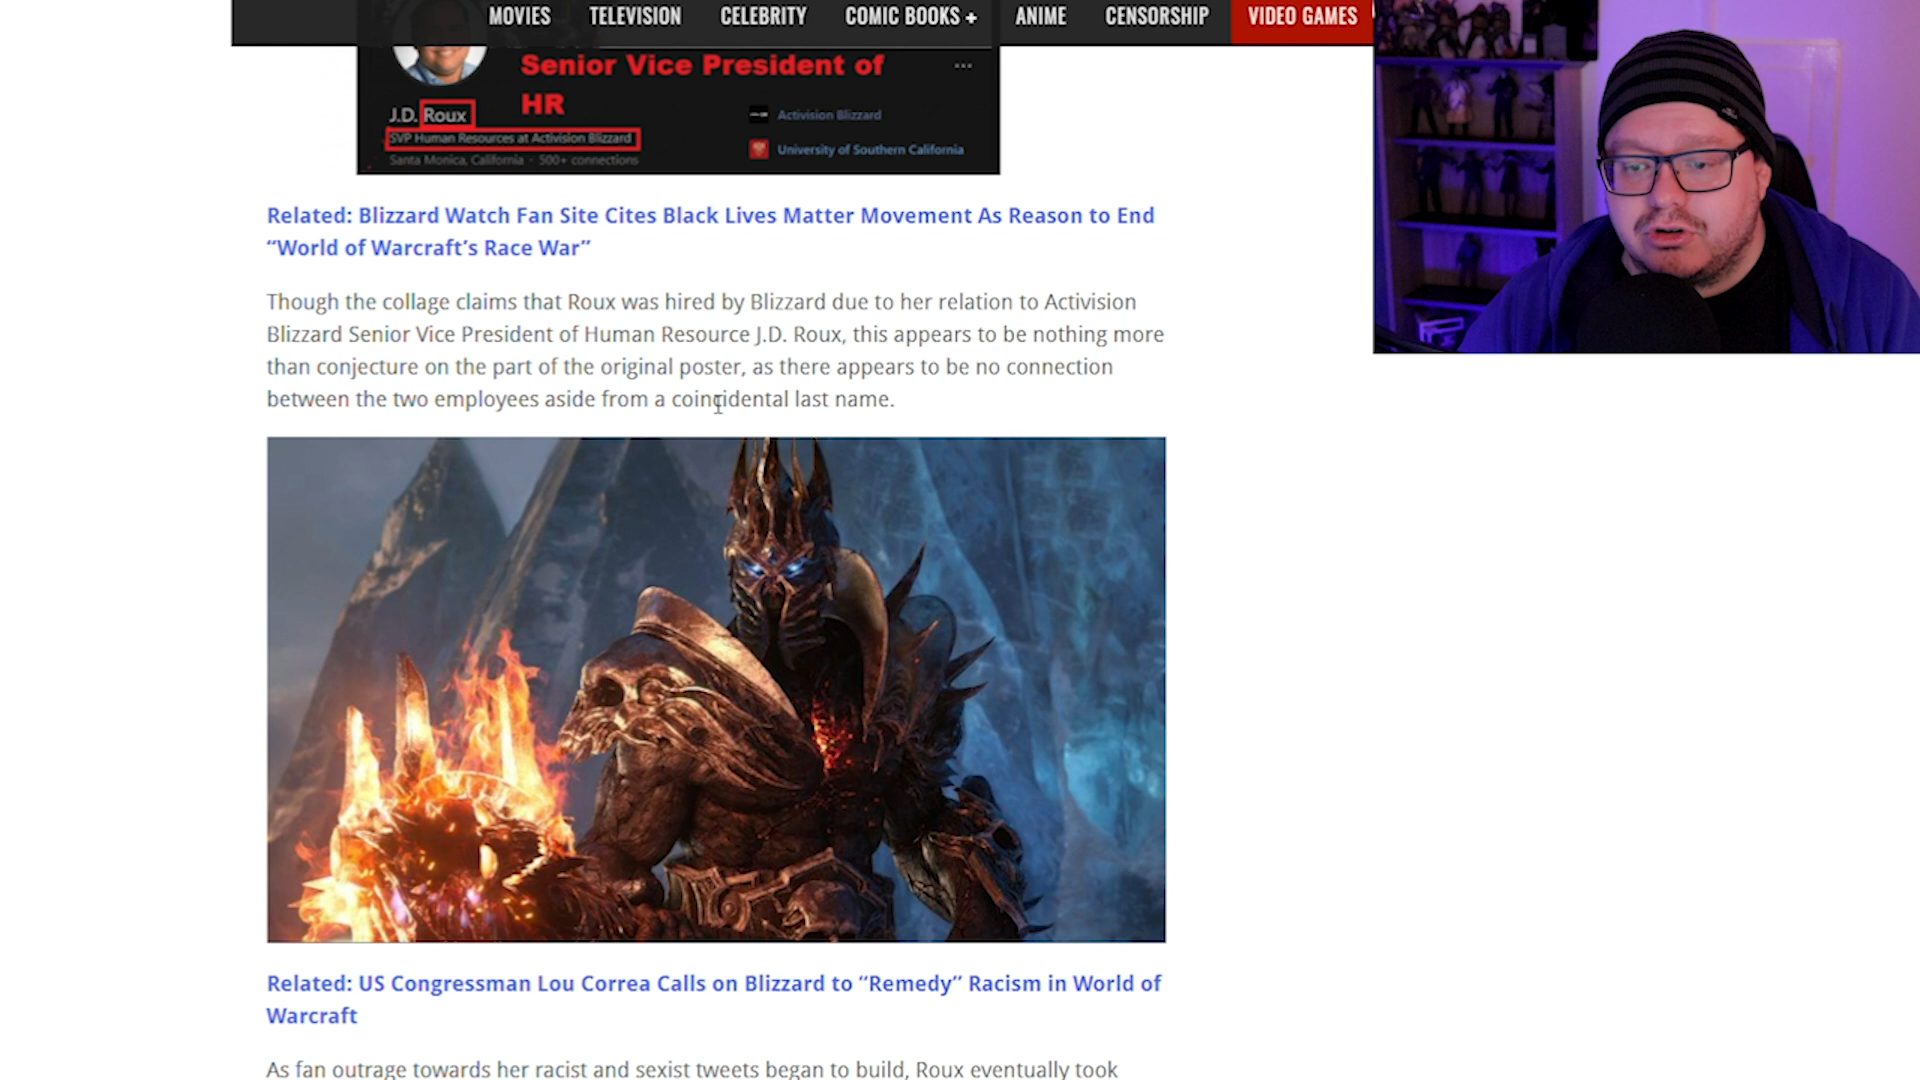 MOVIES TELEVISION CELEBRITY COMIC BOOKS + ANIME CENSORSHIP VIDEO GAMES
Senior Vice President of
HR
J.D. Roux
SVP Human Resources at Activision Blizzard
Santa Monica, California · 500+ connections
Activision Blizzard
University of Southern California
Related: Blizzard Watch Fan Site Cites Black Lives Matter Movement As Reason to End
“World of Warcraft’s Race War”
Though the collage claims that Roux was hired by Blizzard due to her relation to Activision
Blizzard Senior Vice President of Human Resource J.D. Roux, this appears to be nothing more
than conjecture on the part of the original poster, as there appears to be no connection
between the two employees aside from a coincidental last name.
Related: US Congressman Lou Correa Calls on Blizzard to “Remedy” Racism in World of
Warcraft
As fan outrage towards her racist and sexist tweets began to build, Roux eventually took